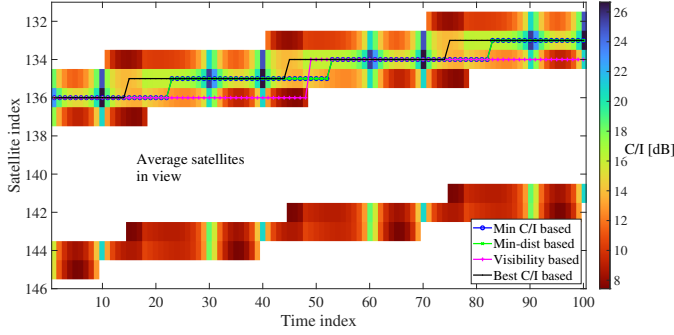 132
134
136
138
140
142
144
146
Satellite index
Average satellites
in view
Min C/I based
Min-dist based
Visibility based
Best C/I based
10 20 30 40 50 60 70 80 90 100
Time index
26
24
22
20
18
16
14
12
10
8
C/I [dB]